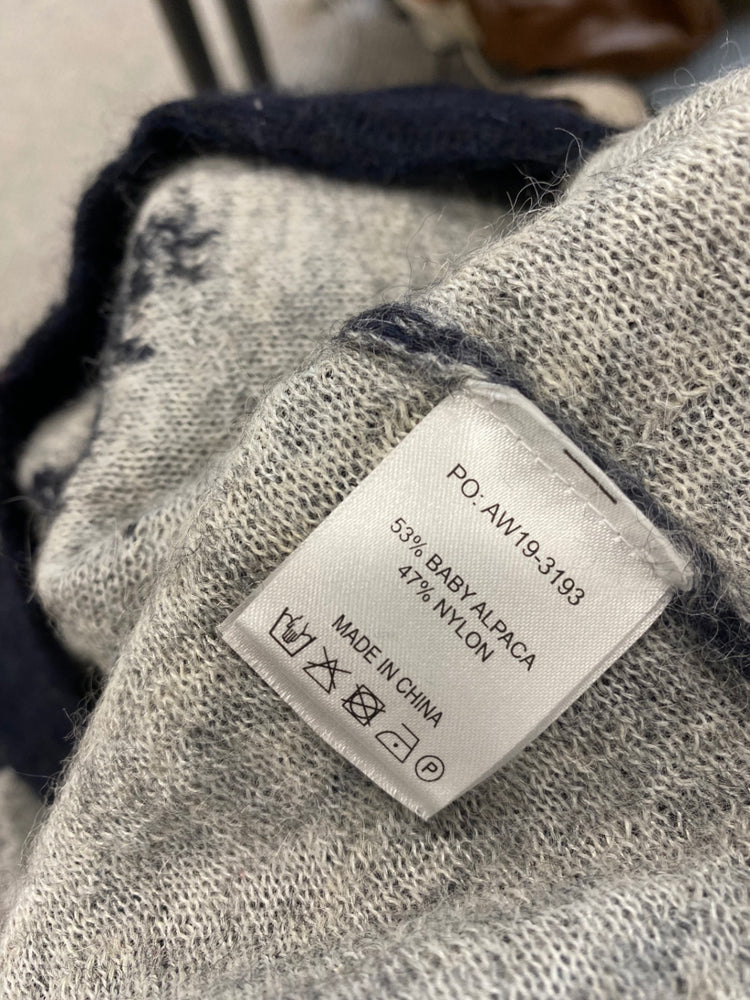 PO: AW19-3193
53% BABY ALPACA
47% NYLON
MADE IN CHINA
P